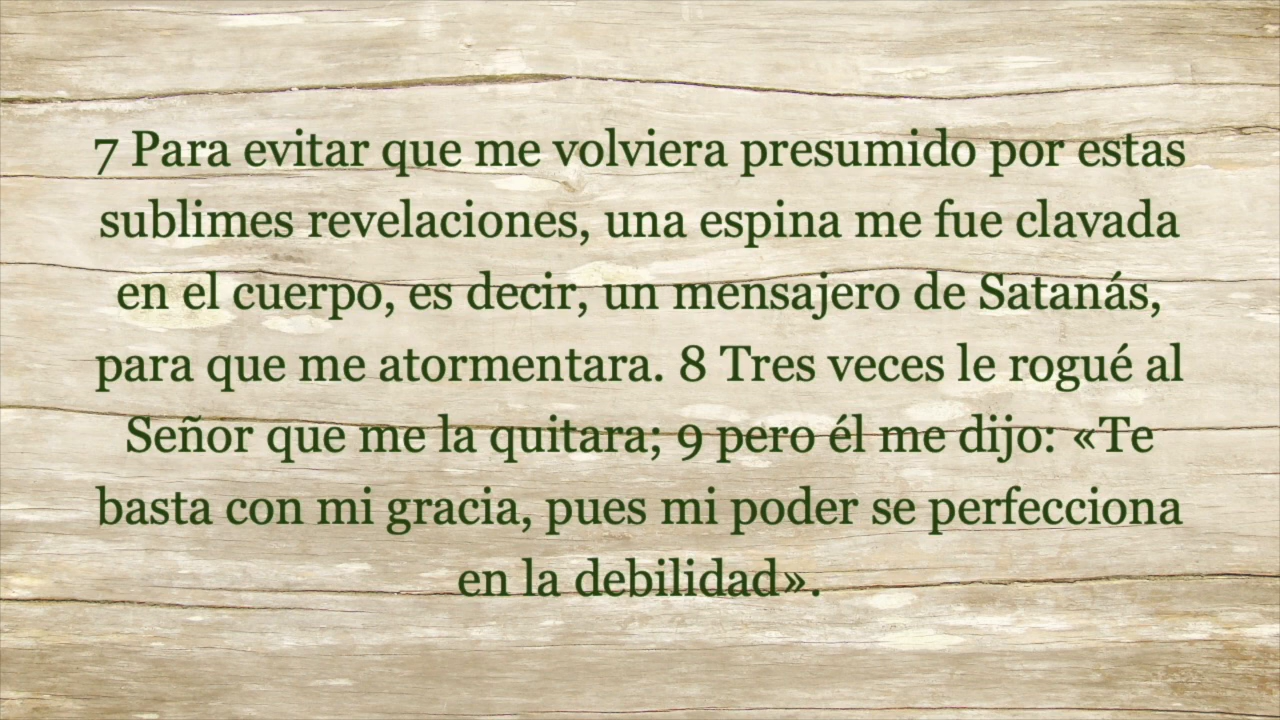 7 Para evitar que me volviera presumido por estas
sublimes revelaciones, una espina me fue clavada
en el cuerpo, es decir, un mensajero de Satanás,
para que me atormentara. 8 Tres veces le rogué al
Señor que me la quitara; 9 pero él me dijo: «Te
basta con mi gracia, pues mi poder se perfecciona
en la debilidad».